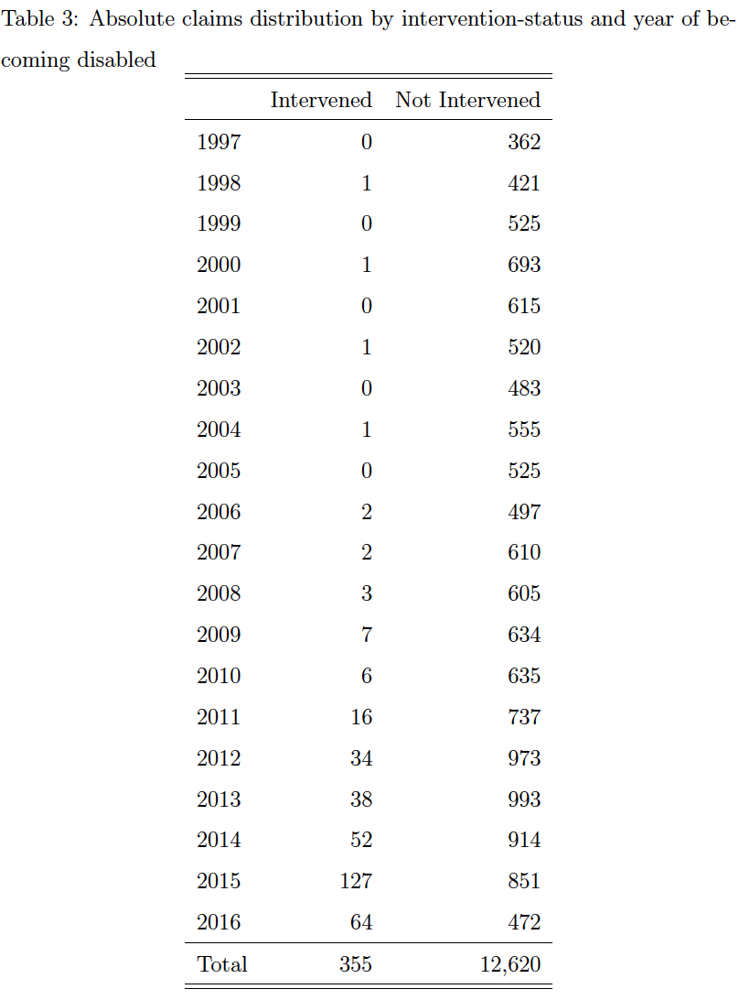 Table 3: Absolute claims distribution by intervention-status and year of be-
coming disabled
Intervened Not Intervened
1997 0 362
1998 1 421
1999 0 525
2000 1 693
2001 0 615
2002 1 520
2003 0 483
2004 1 555
2005 0 525
2006 2 497
2007 2 610
2008 3 605
2009 7 634
2010 6 635
2011 16 737
2012 34 973
2013 38 993
2014 52 914
2015 127 851
2016 64 472
Total 355 12,620